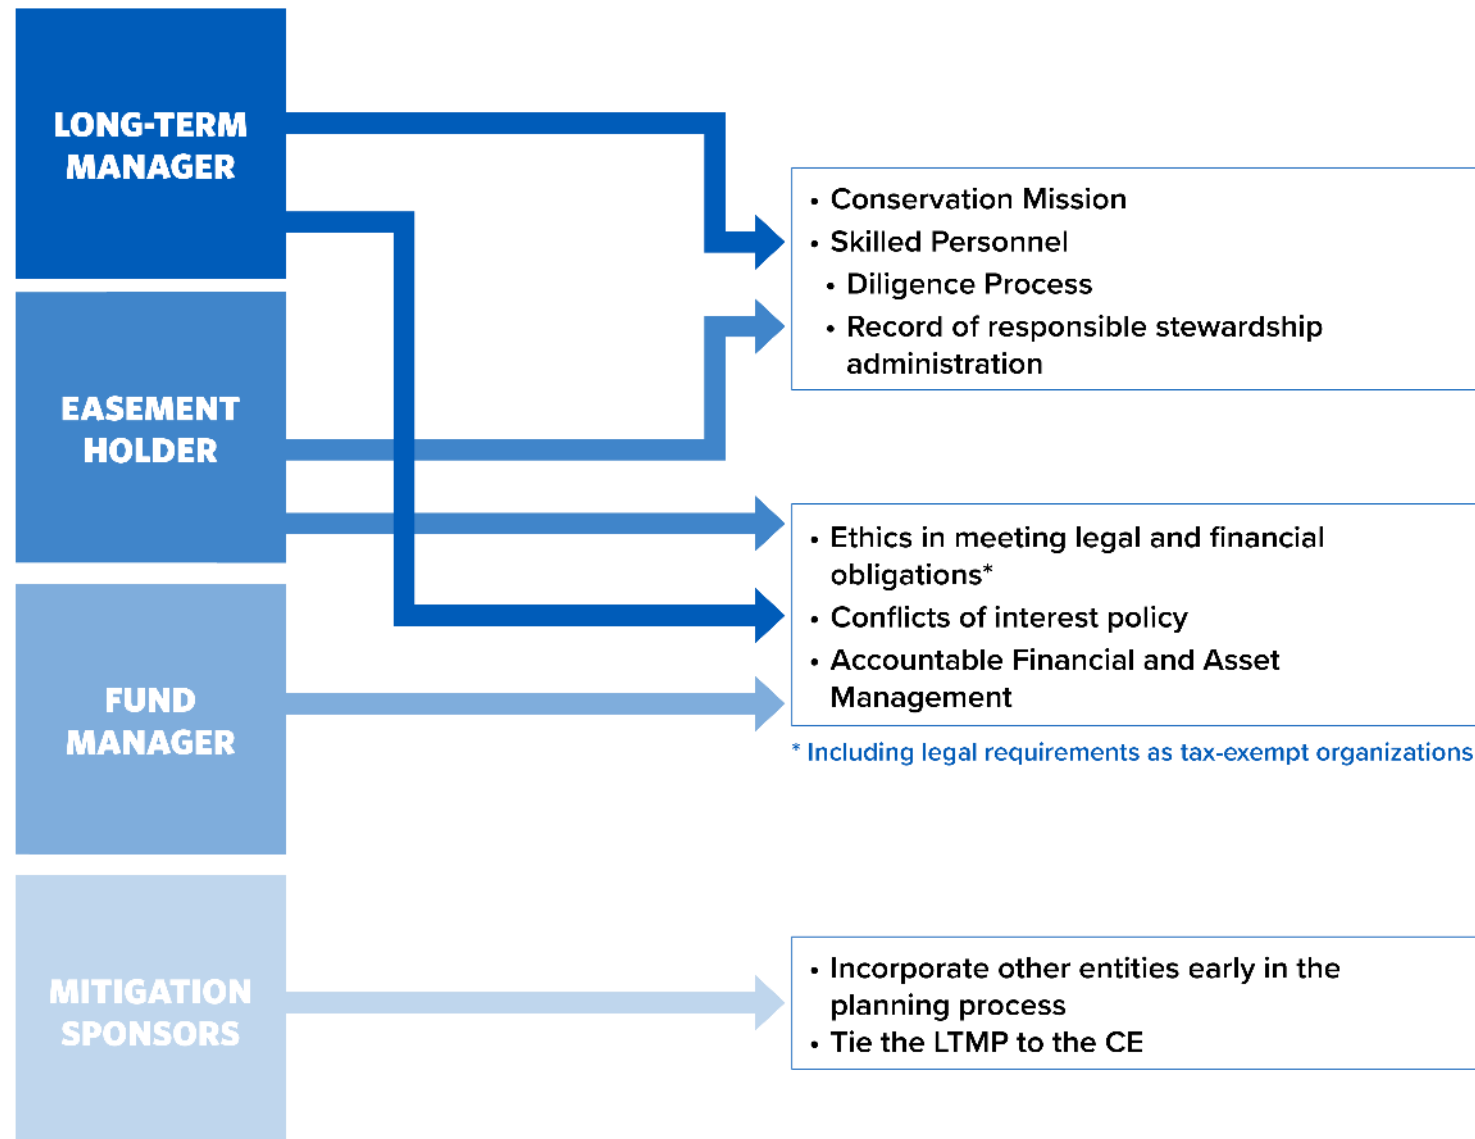 LONG-TERM
MANAGER
EASEMENT
HOLDER
FUND
MANAGER
MITIGATION
SPONSORS
• Conservation Mission
• Skilled Personnel
• Diligence Process
• Record of responsible stewardship
administration
• Ethics in meeting legal and financial
obligations*
• Conflicts of interest policy
• Accountable Financial and Asset
Management
* Including legal requirements as tax-exempt organizations
• Incorporate other entities early in the
planning process
• Tie the LTMP to the CE